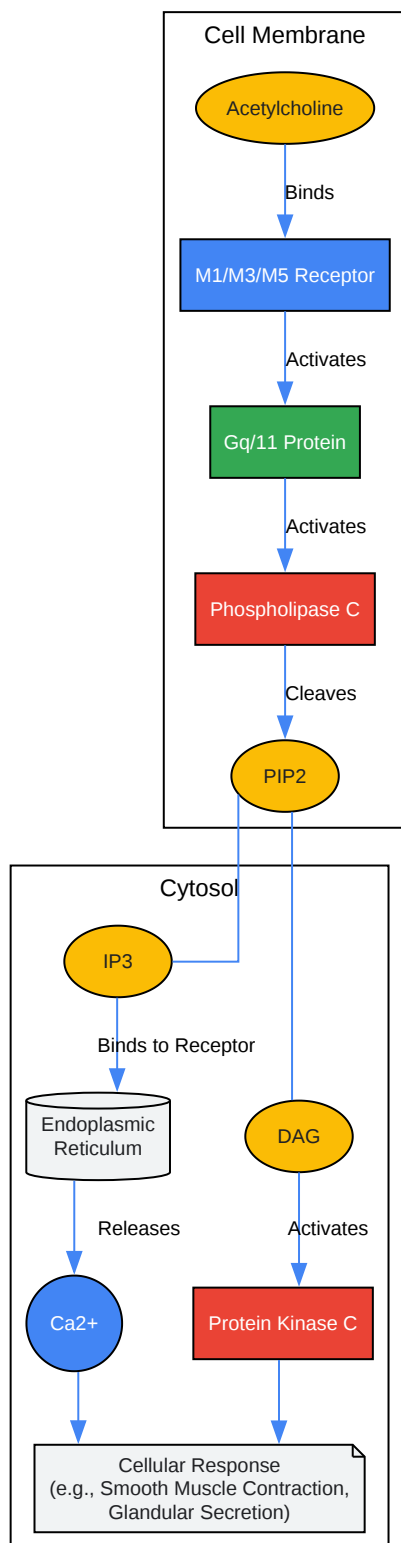 Cell Membrane
Acetylcholine
Binds
M1/M3/M5 Receptor
Activates
Gq/11 Protein
Activates
Phospholipase C
Cleaves
PIP2
Cytosol
IP3
Binds to Receptor
Endoplasmic
Reticulum
DAG
Releases
Activates
Ca2+
Protein Kinase C
Cellular Response
(e.g., Smooth Muscle Contraction,
Glandular Secretion)